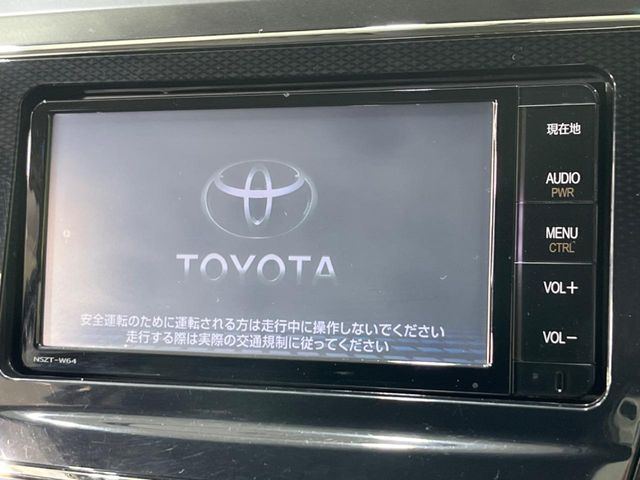 TOYOTA
安全運転のために運転される方は走行中に操作しないでください
走行する際は実際の交通規制に従ってください
NSZT-W64
現在地
AUDIO
PWR
MENU
CTRL
VOL+
VOL-